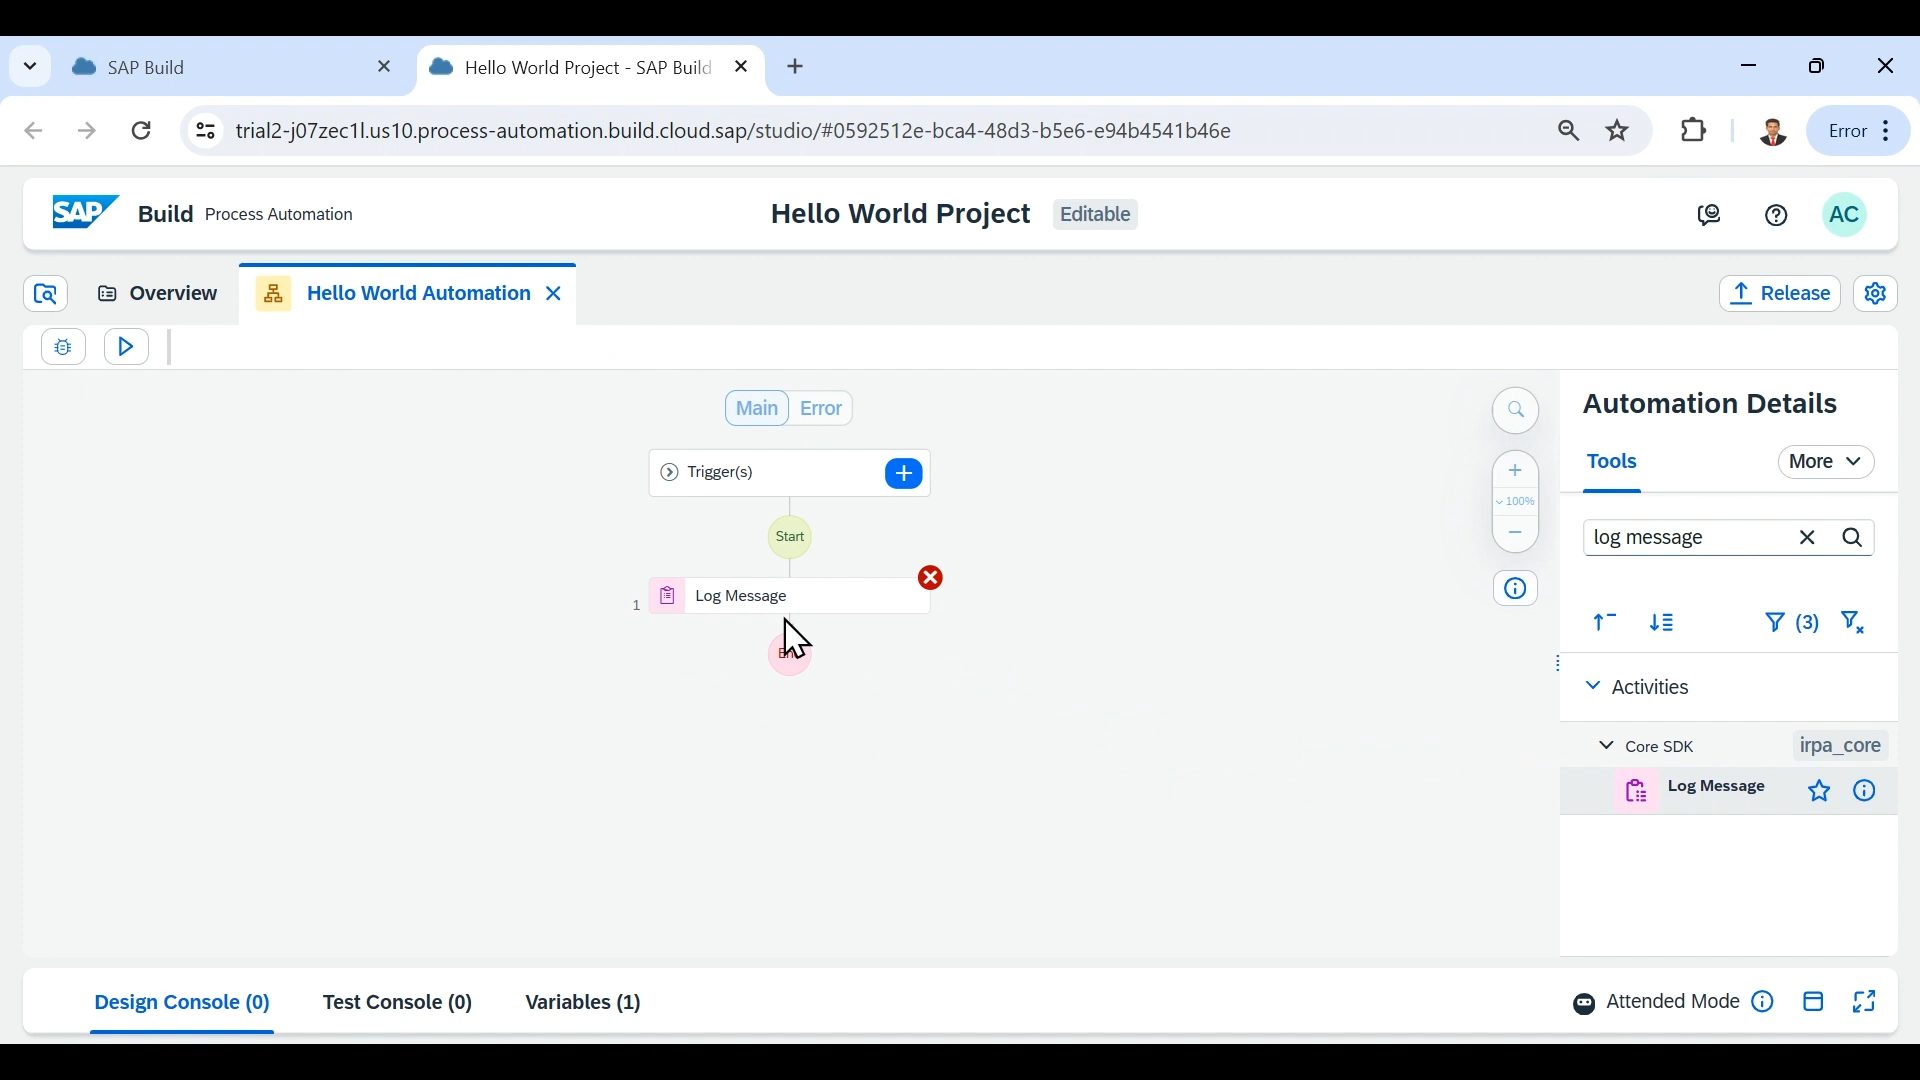 SAP Build
Hello World Project - SAP Build
trial2-j07zec1l.us10.process-automation.build.cloud.sap/studio/#0592512e-bca4-48d3-b5e6-e94b4541b46e
Error
SAP Build Process Automation
Hello World Project Editable
AC
Overview
Hello World Automation
Release
Main Error
Automation Details
Trigger(s)
Tools
More
100%
Start
log message
1 Log Message
(3)
End
Activities
Core SDK irpa_core
Log Message
Design Console (0) Test Console (0) Variables (1)
Attended Mode